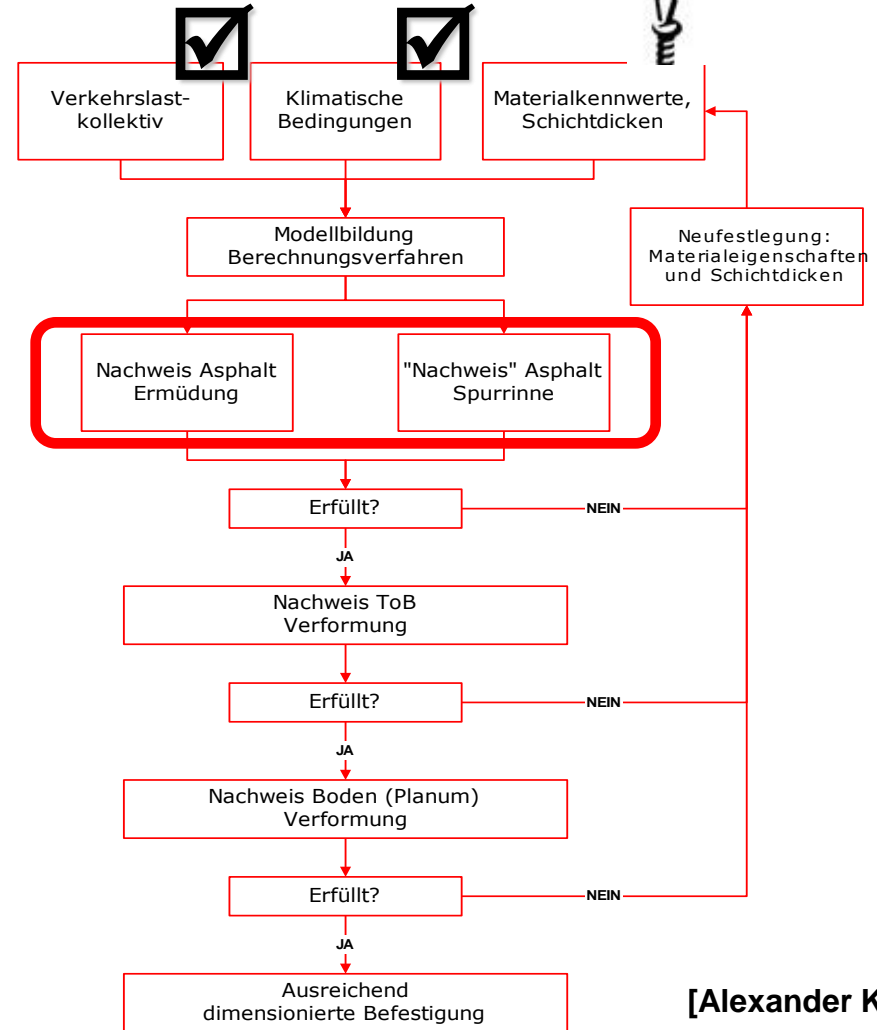 Verkehrslast-
kollektiv
Klimatische
Bedingungen
Materialkennwerte,
Schichtdicken
Modellbildung
Berechnungsverfahren
Neufestlegung:
Materialeigenschaften
und Schichtdicken
Nachweis Asphalt
Ermüdung
"Nachweis" Asphalt
Spurrinne
Erfüllt?
NEIN
JA
Nachweis ToB
Verformung
Erfüllt?
NEIN
JA
Nachweis Boden (Planum)
Verformung
Erfüllt?
NEIN
JA
Ausreichend
dimensionierte Befestigung
[Alexander